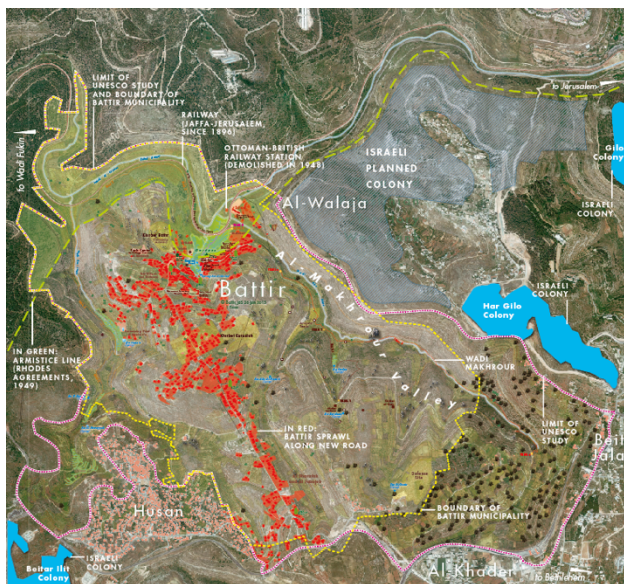 LIMIT OF
UNESCO STUDY
AND BOUNDARY OF
BATTIR MUNICIPALITY
RAILWAY
(JAFFA-JERUSALEM,
SINCE 1896)
OTTOMAN-BRITISH
RAILWAY STATION
(DEMOLISHED IN 1948)
to Wadi Fukin
to Jerusalem
ISRAELI
PLANNED
COLONY
Gilo
Colony
ISRAELI
COLONY
Al-Walaja
Battir
Al-Makhrour Valley
ISRAELI
COLONY
Har Gilo
Colony
IN GREEN:
ARMISTICE LINE
(RHODES
AGREEMENTS,
1949)
WADI
MAKHROUR
LIMIT OF
UNESCO
STUDY
IN RED:
BATTIR SPRAWL
ALONG NEW ROAD
Beit
Jala
BOUNDARY OF
BATTIR MUNICIPALITY
Husan
ISRAELI
COLONY
Beitar Ilit
Colony
Al Khader
to Bethlehem